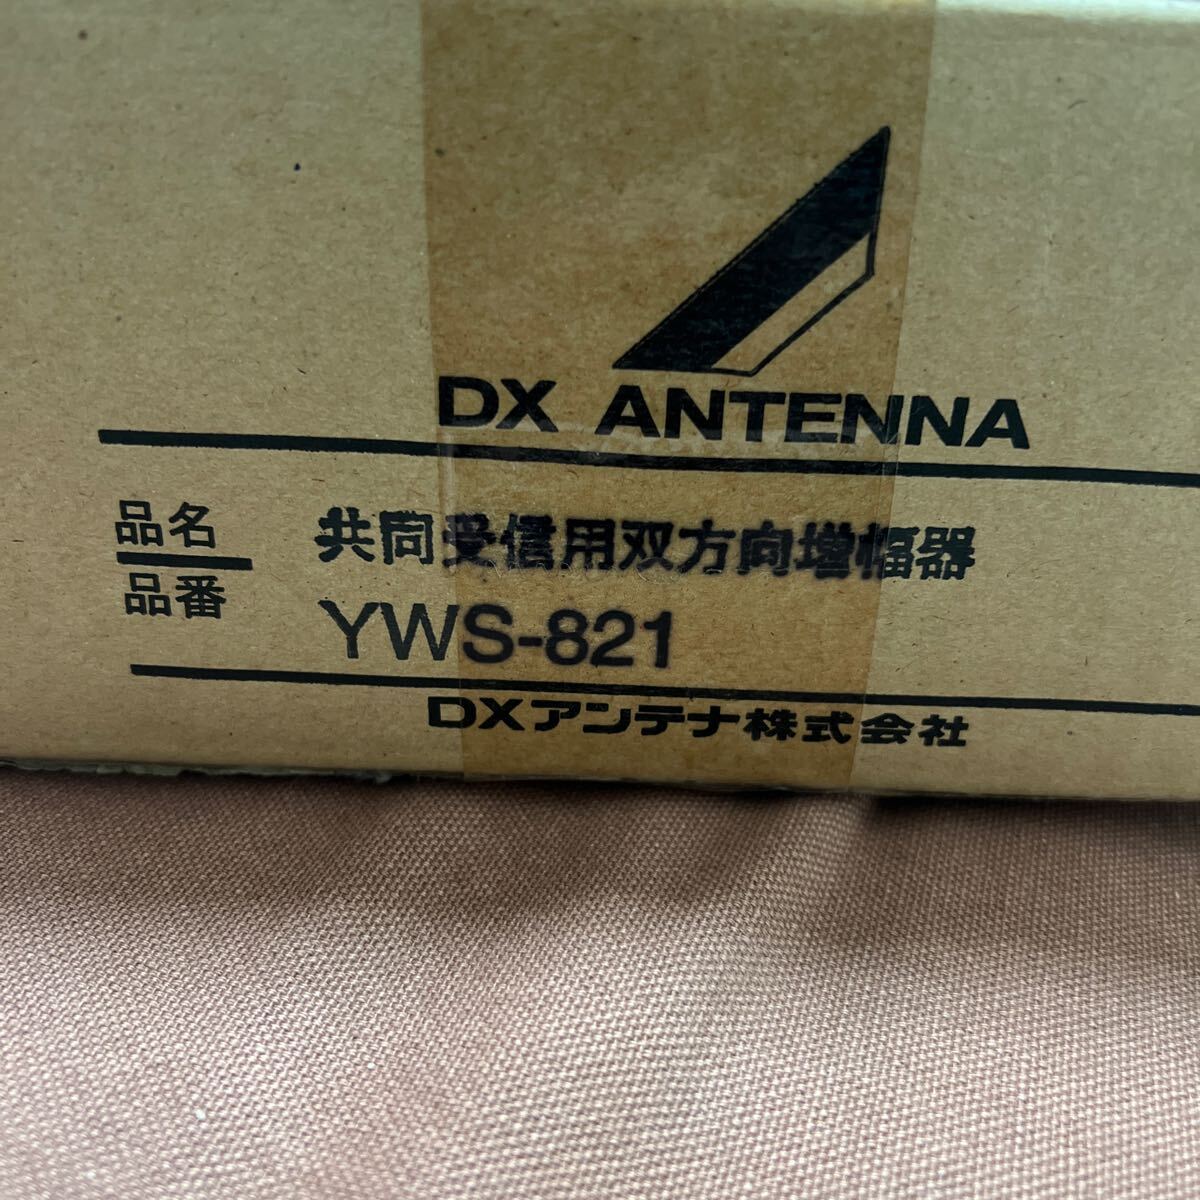 DX ANTENNA
品名 共同受信用双方向増幅器
品番 YWS-821
DXアンテナ株式会社